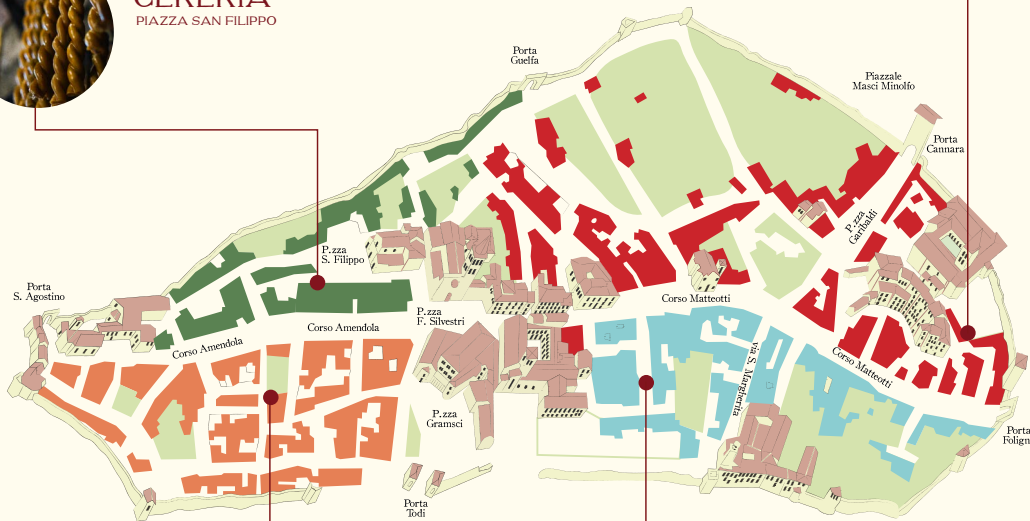 CERERIA
PIAZZA SAN FILIPPO
Porta
Guelfa
Piazzale
Masci Minolfo
Porta
Cannara
P.zza
Garibaldi
P.zza
S. Filippo
Porta
S. Agostino
Corso Matteotti
P.zza
F. Silvestri
Corso Amendola
Corso Amendola
via S. Margherita
Corso Matteotti
P.zza
Gramsci
Porta
Folign
Porta
Todi